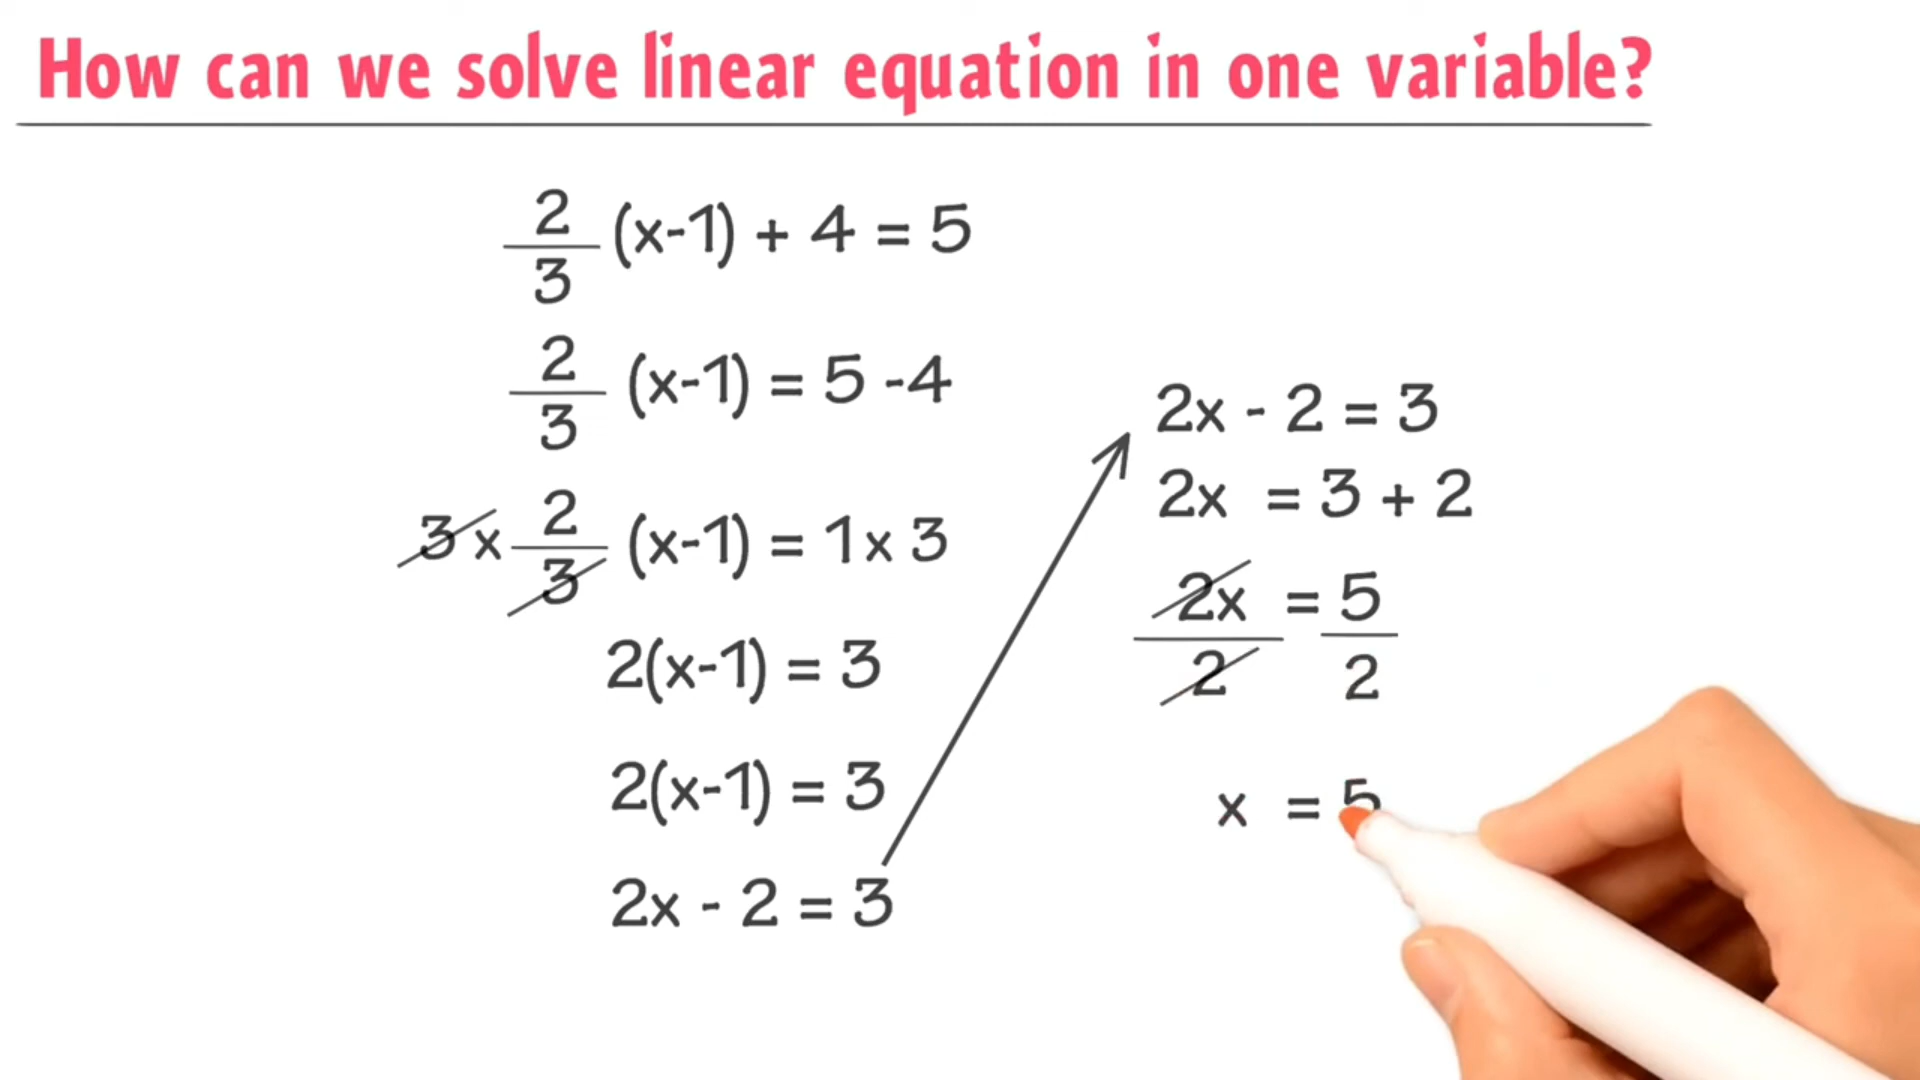 How can we solve linear equation in one variable?
2/3 (x-1) + 4 = 5
2/3 (x-1) = 5 -4
3 x 2/3 (x-1) = 1 x 3
2(x-1) = 3
2(x-1) = 3
2x - 2 = 3
2x - 2 = 3
2x = 3 + 2
2x/2 = 5/2
x = 5